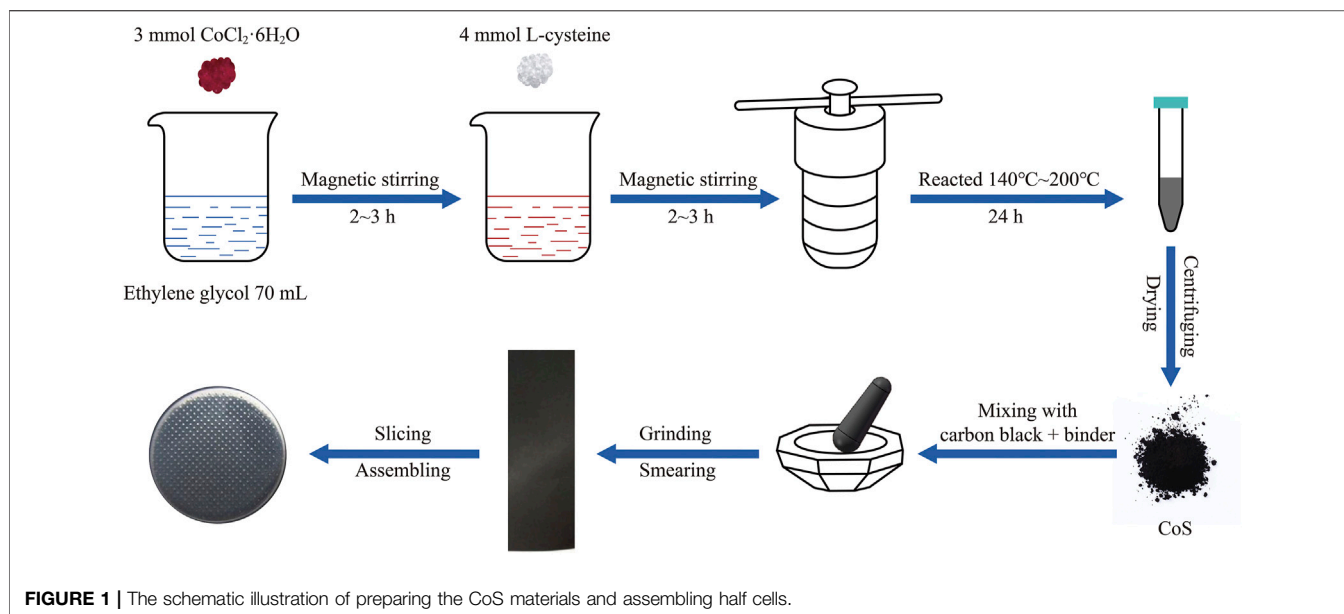 3 mmol CoCl₂·6H₂O
4 mmol L-cysteine
Magnetic stirring
2~3 h
Magnetic stirring
2~3 h
Reacted 140℃~200℃
24 h
Ethylene glycol 70 mL
Centrifuging
Drying
Slicing
Assembling
Grinding
Smearing
Mixing with
carbon black + binder
CoS
FIGURE 1 | The schematic illustration of preparing the CoS materials and assembling half cells.